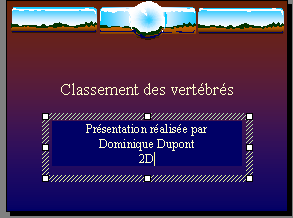 Classement des vertébrés
Présentation réalisée par
Dominique Dupont
2D